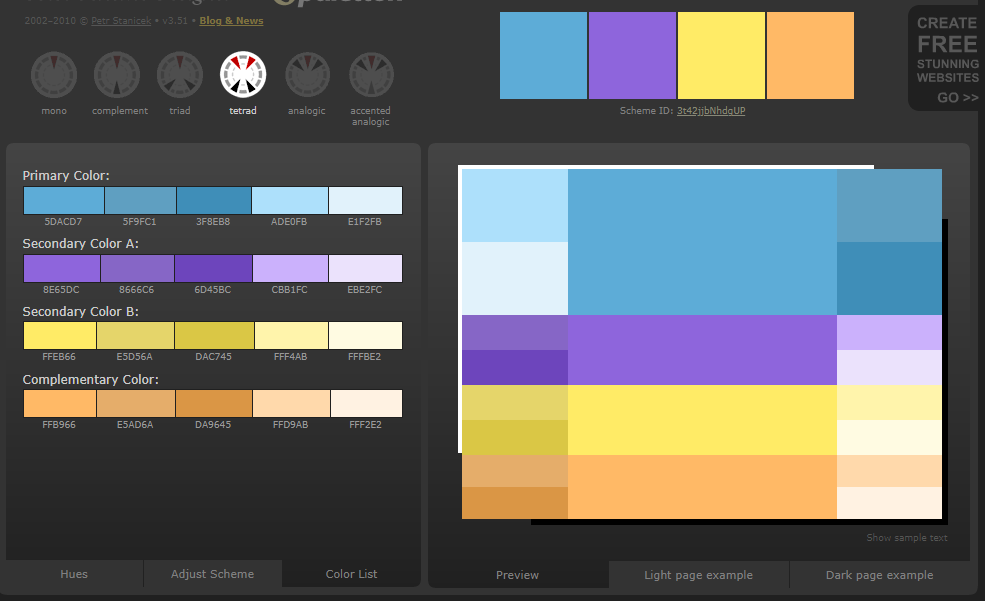 2002–2010 © Petr Stanicek • v3.51 • Blog & News
mono
complement
triad
tetrad
analogic
accented
analogic
Scheme ID: 3t42jjbNhdgUP
CREATE
FREE
STUNNING
WEBSITES
GO >>
Primary Color:
5DACD7 5F9FC1 3F8EB8 ADE0FB E1F2FB
Secondary Color A:
8E65DC 8666C6 6D45BC CBB1FC EBE2FC
Secondary Color B:
FFEB66 E5D56A DAC745 FFF4AB FFFBE2
Complementary Color:
FFB966 E5AD6A DA9645 FFD9AB FFF2E2
Show sample text
Hues
Adjust Scheme
Color List
Preview
Light page example
Dark page example